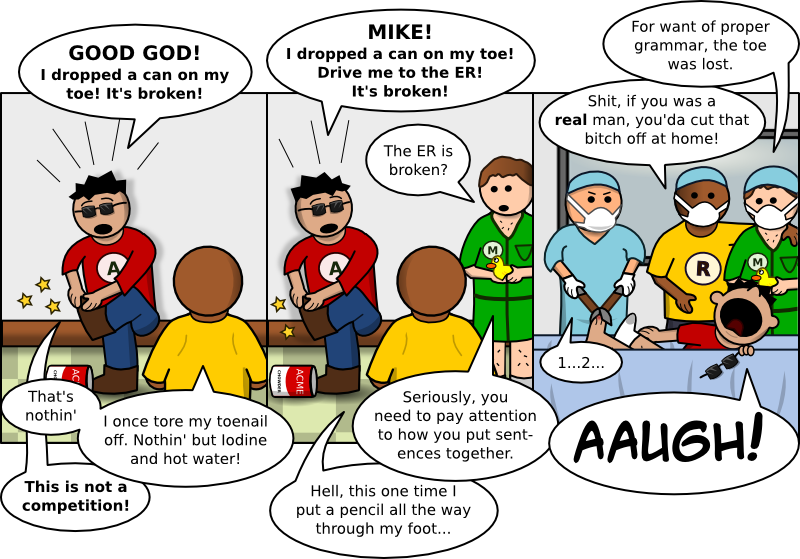 GOOD GOD!
I dropped a can on my
toe! It's broken!
A
ACME
That's
nothin'
I once tore my toenail
off. Nothin' but Iodine
and hot water!
This is not a
competition!
MIKE!
I dropped a can on my toe!
Drive me to the ER!
It's broken!
The ER is
broken?
A
M
ACME
Seriously, you
need to pay attention
to how you put sent-
ences together.
Hell, this one time I
put a pencil all the way
through my foot...
For want of proper
grammar, the toe
was lost.
Shit, if you was a
real man, you'da cut that
bitch off at home!
R
M
1...2...
AAUGH!